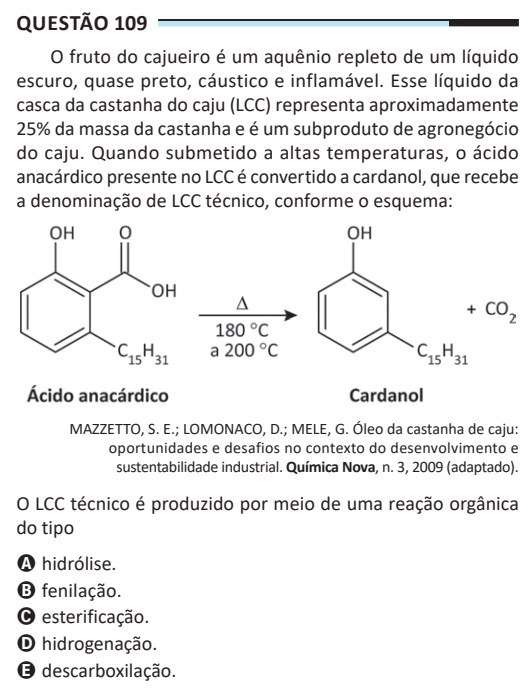 QUESTÃO 109
O fruto do cajueiro é um aquênio repleto de um líquido
escuro, quase preto, cáustico e inflamável. Esse líquido da
casca da castanha do caju (LCC) representa aproximadamente
25% da massa da castanha e é um subproduto de agronegócio
do caju. Quando submetido a altas temperaturas, o ácido
anacárdico presente no LCC é convertido a cardanol, que recebe
a denominação de LCC técnico, conforme o esquema:
OH O OH
OH
C₁₅H₃₁
Δ
180 °C
a 200 °C
C₁₅H₃₁
+ CO₂
Ácido anacárdico Cardanol
MAZZETTO, S. E.; LOMONACO, D.; MELE, G. Óleo da castanha de caju:
oportunidades e desafios no contexto do desenvolvimento e
sustentabilidade industrial. Química Nova, n. 3, 2009 (adaptado).
O LCC técnico é produzido por meio de uma reação orgânica
do tipo
A hidrólise.
B fenilação.
C esterificação.
D hidrogenação.
E descarboxilação.